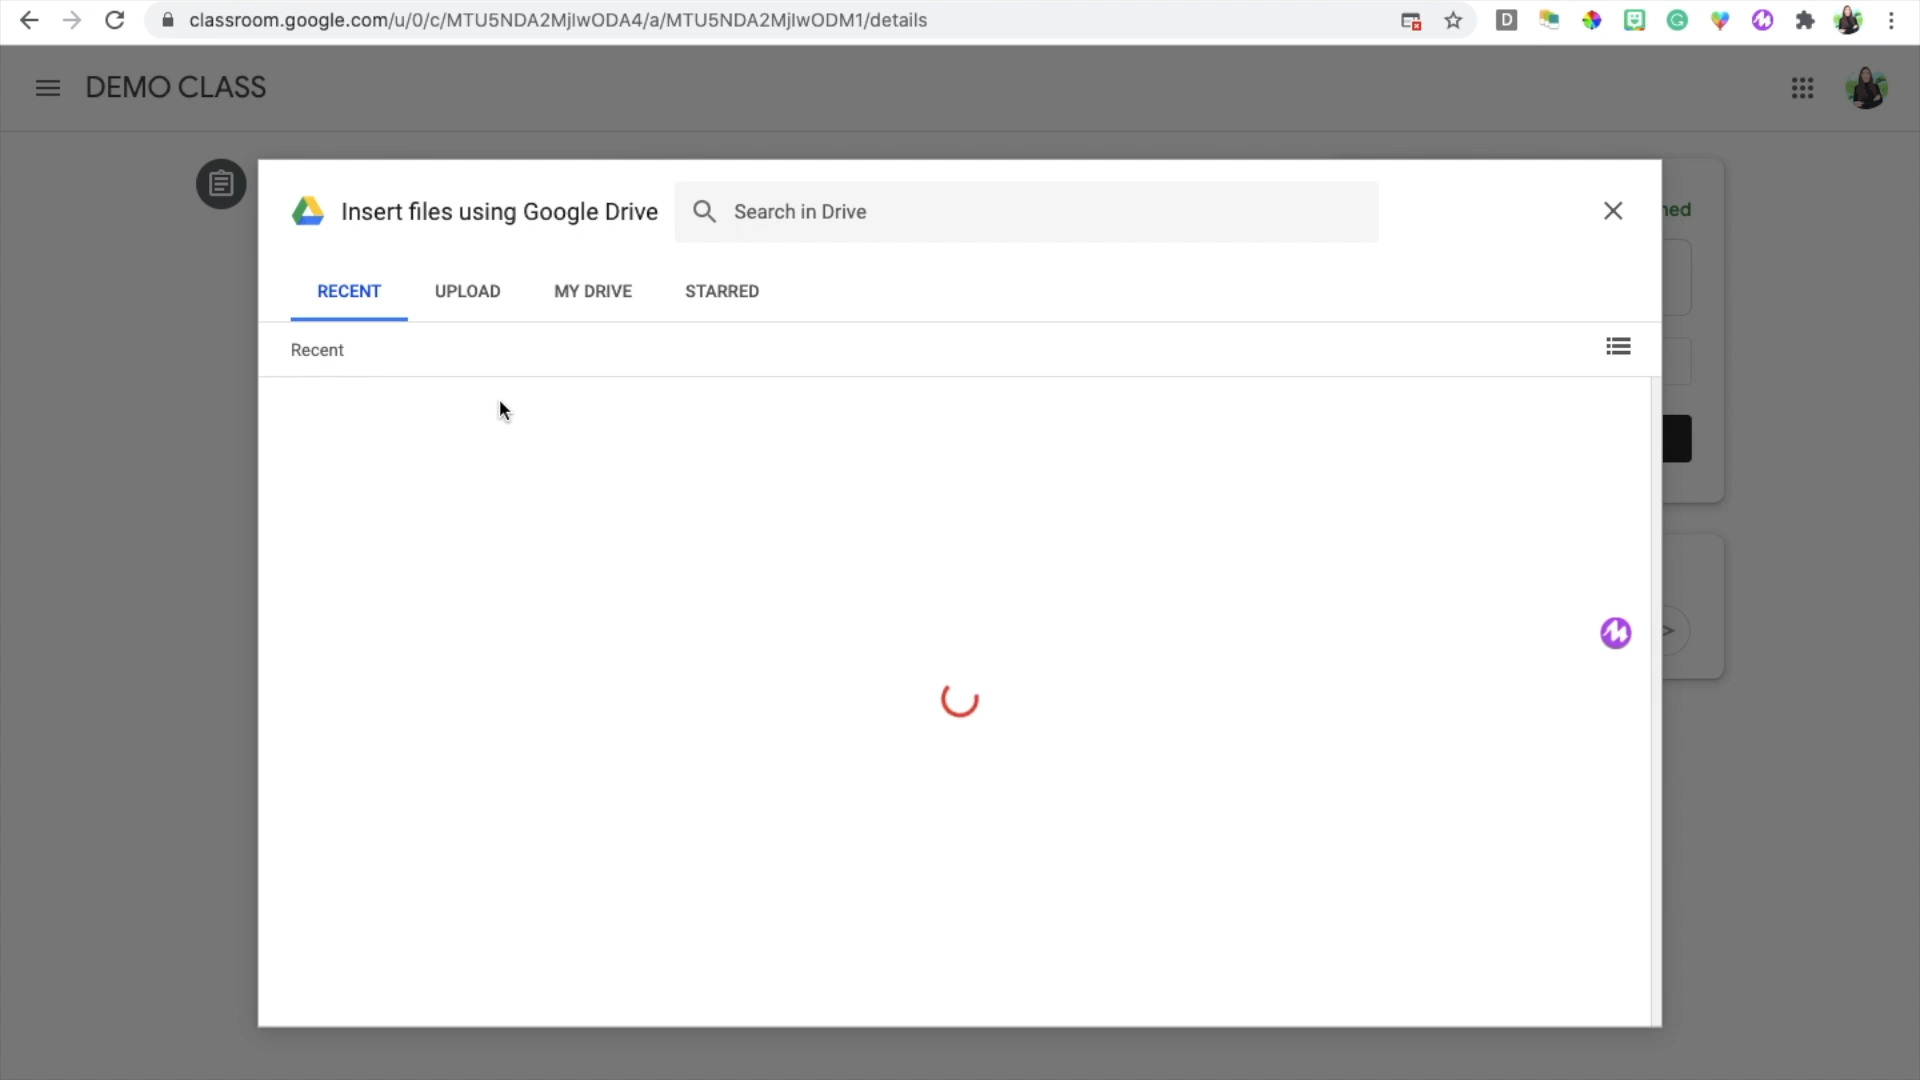 classroom.google.com/u/0/c/MTU5NDA2MjIwODA4/a/MTU5NDA2MjIwODM1/details
D
DEMO CLASS
Insert files using Google Drive
Search in Drive
ned
RECENT
UPLOAD
MY DRIVE
STARRED
Recent